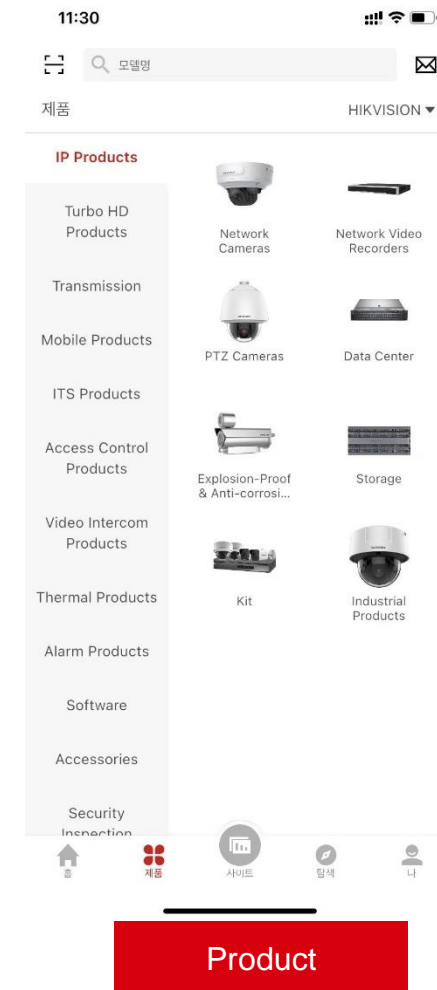 11:30
모델명
제품
HIKVISION
IP Products
Turbo HD
Products
Transmission
Mobile Products
ITS Products
Access Control
Products
Video Intercom
Products
Thermal Products
Alarm Products
Software
Accessories
Security
Inspection
Network
Cameras
Network Video
Recorders
PTZ Cameras
Data Center
Explosion-Proof
& Anti-corrosi...
Storage
Kit
Industrial
Products
홈
제품
사이트
탐색
나
Product